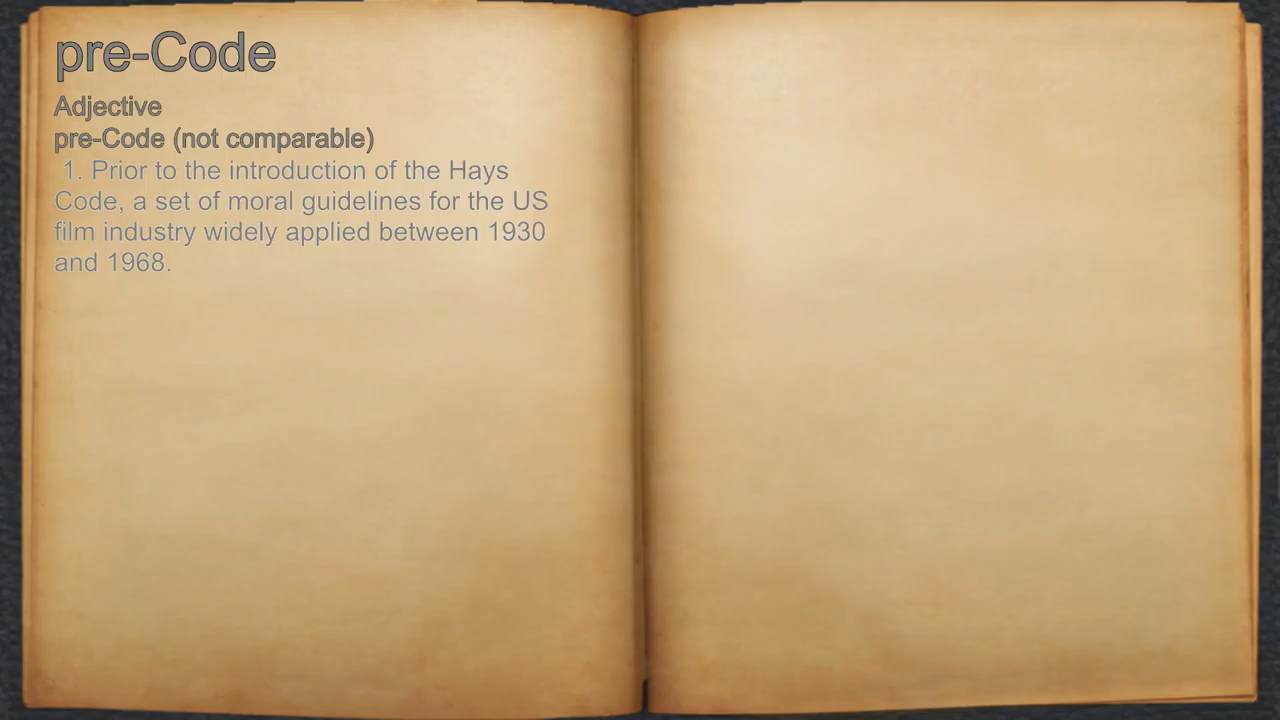 pre-Code
Adjective
pre-Code (not comparable)
1. Prior to the introduction of the Hays
Code, a set of moral guidelines for the US
film industry widely applied between 1930
and 1968.